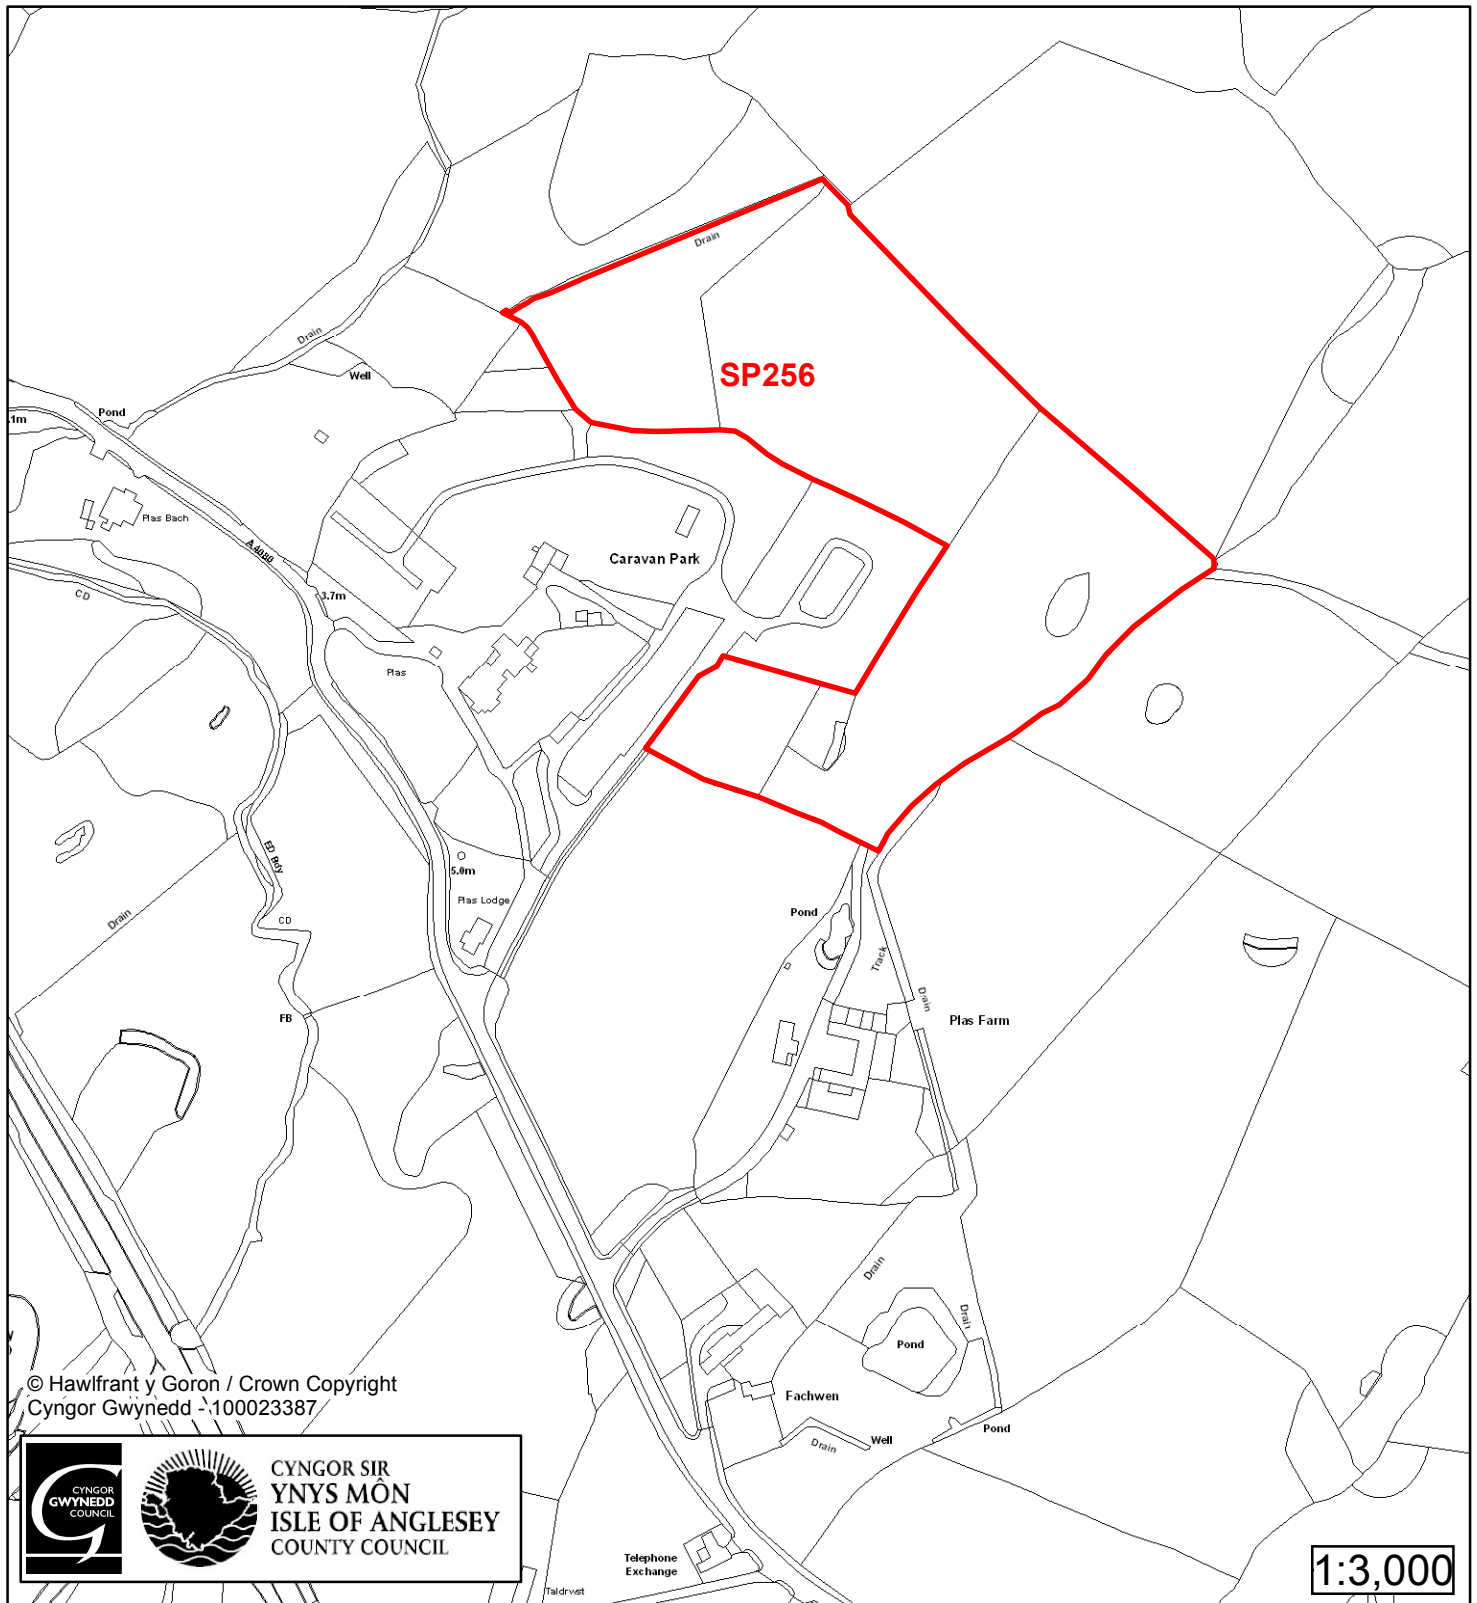 Drain
SP256
Drain
Well
Pond
.1m
Plas Bach
A4080
Caravan Park
CD
3.7m
Plas
ED Bdy
5.0m
Plas Lodge
Drain
CD
Pond
Track
Drain
FB
Plas Farm
Drain
Drain
Pond
Fachwen
Drain
Well
Pond
© Hawlfrant y Goron / Crown Copyright
Cyngor Gwynedd - 100023387
CYNGOR
GWYNEDD
COUNCIL
CYNGOR SIR
YNYS MÔN
ISLE OF ANGLESEY
COUNTY COUNCIL
Telephone
Exchange
Taldrwst
1:3,000